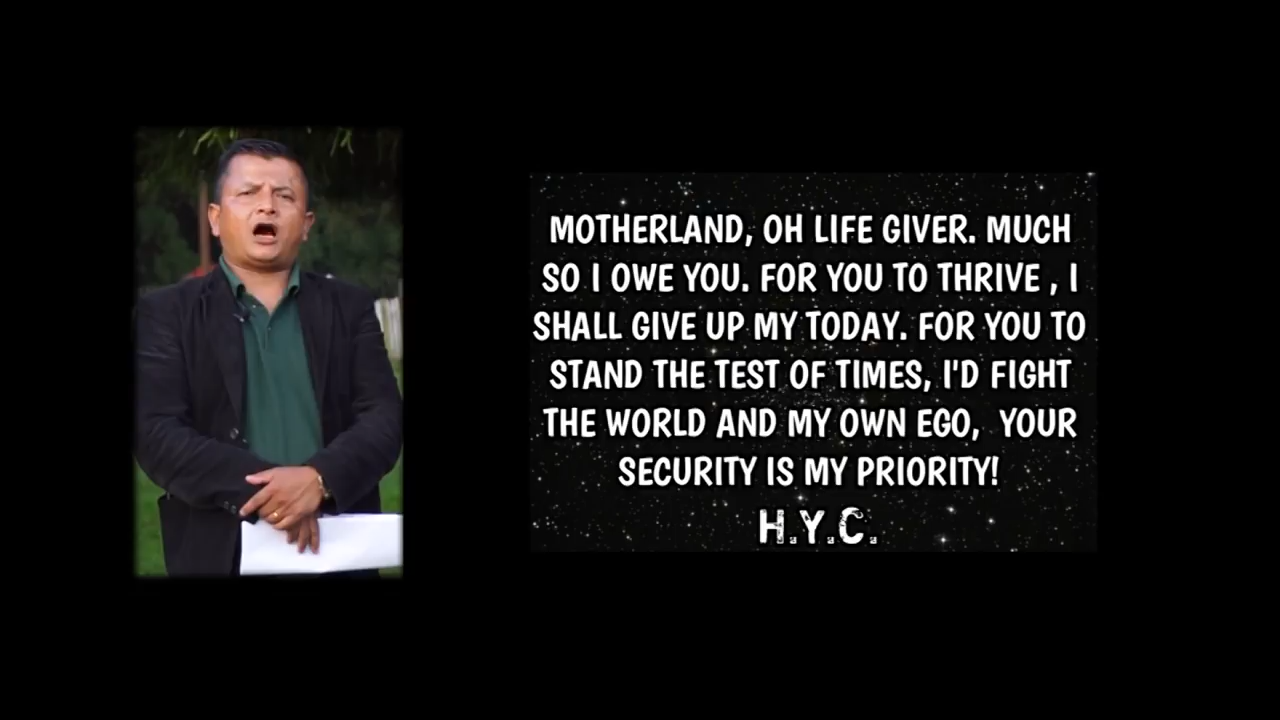 MOTHERLAND, OH LIFE GIVER. MUCH
SO I OWE YOU. FOR YOU TO THRIVE , I
SHALL GIVE UP MY TODAY. FOR YOU TO
STAND THE TEST OF TIMES, I'D FIGHT
THE WORLD AND MY OWN EGO,  YOUR
SECURITY IS MY PRIORITY!
H.Y.C.